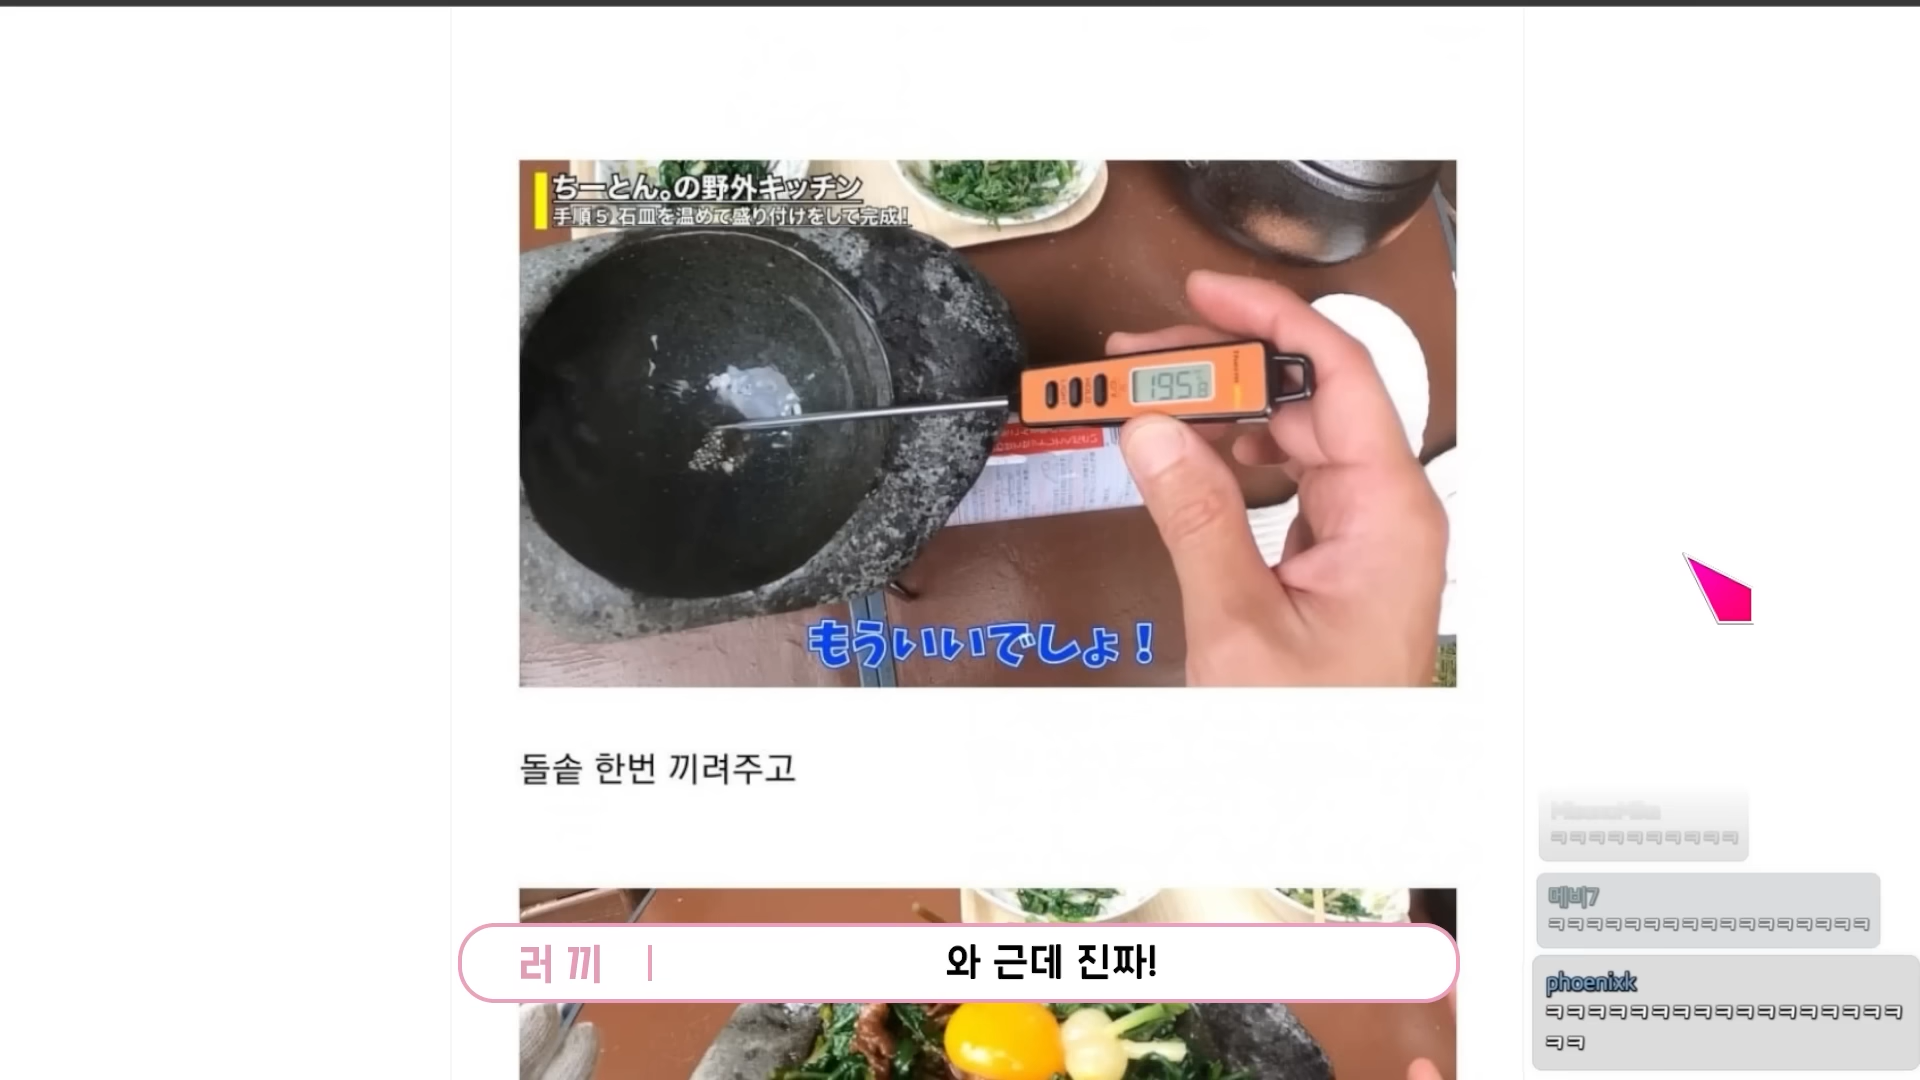 ちーとん。の野外キッチン
手順5】石皿を温めて盛り付けをして完成！
195
もういいでしょ！
돌솥 한번 끼려주고
러끼 | 와 근데 진짜!
ㅋㅋㅋㅋㅋㅋㅋㅋㅋㅋ
메비7
ㅋㅋㅋㅋㅋㅋㅋㅋㅋㅋㅋㅋㅋㅋㅋㅋㅋ
phoenixk
ㅋㅋㅋㅋㅋㅋㅋㅋㅋㅋㅋㅋㅋㅋㅋㅋㅋ
ㅋㅋ